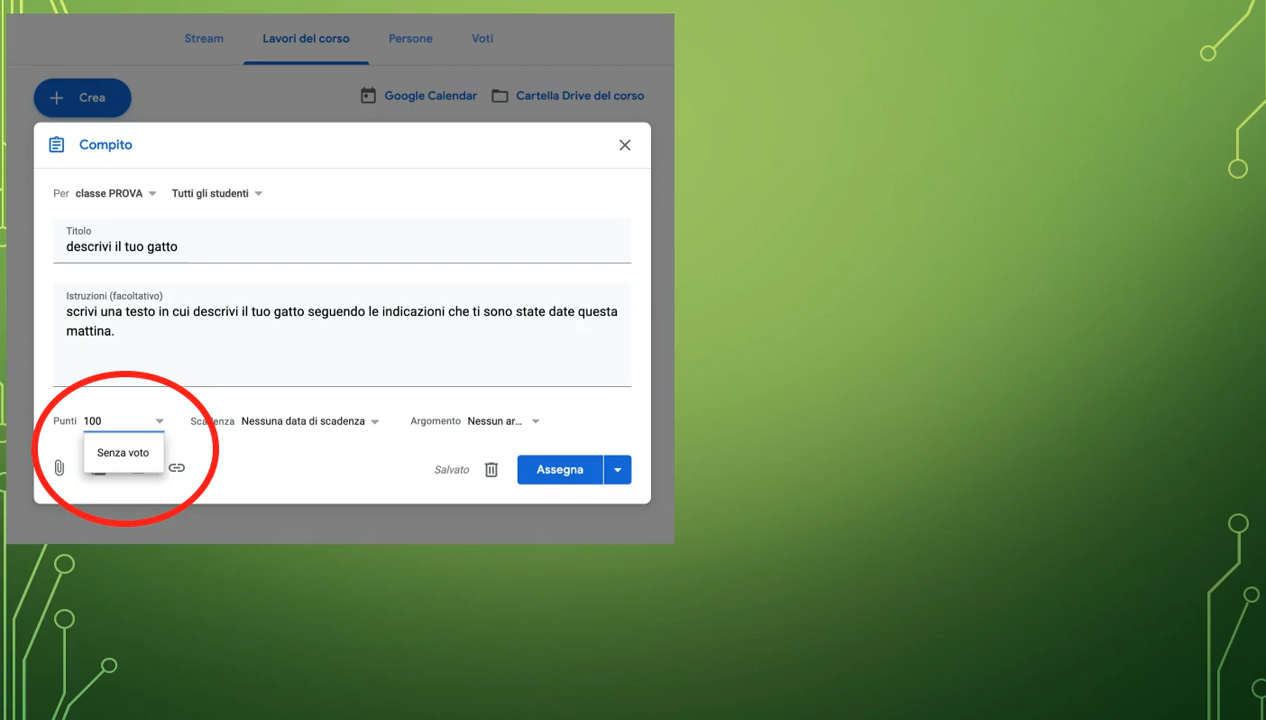 Stream Lavori del corso Persone Voti
Crea Google Calendar Cartella Drive del corso
Compito
Per classe PROVA Tutti gli studenti
Titolo
descrivi il tuo gatto
Istruzioni (facoltativo)
scrivi una testo in cui descrivi il tuo gatto seguendo le indicazioni che ti sono state date questa
mattina.
Punti 100 Scadenza Nessuna data di scadenza Argomento Nessun ar...
Senza voto
Salvato Assegna